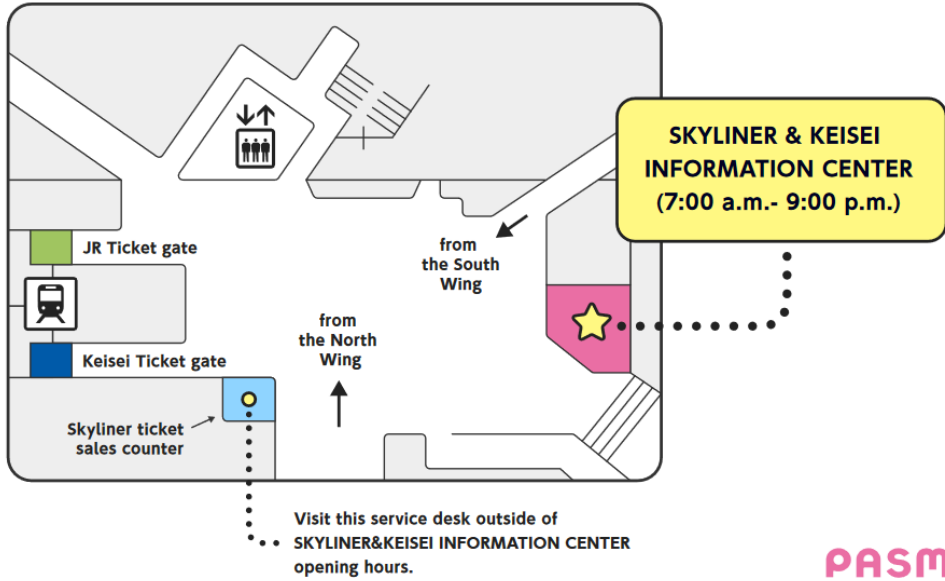 SKYLINER & KEISEI
INFORMATION CENTER
(7:00 a.m.- 9:00 p.m.)
JR Ticket gate
from
the South
Wing
from
the North
Wing
Keisei Ticket gate
Skyliner ticket
sales counter
Visit this service desk outside of
SKYLINER&KEISEI INFORMATION CENTER
opening hours.
PASM